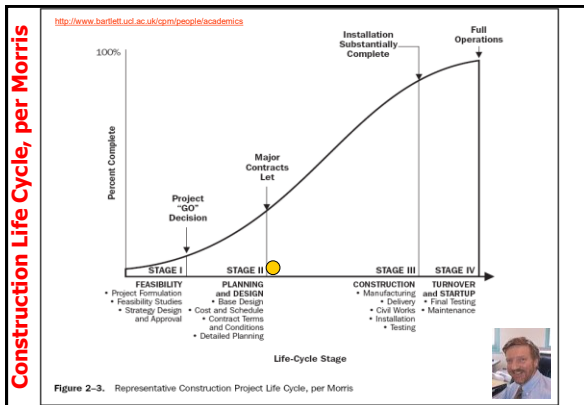 Construction Life Cycle, per Morris
http://www.bartlett.ucl.ac.uk/cpm/people/academics
Full
Operations
Installation
Substantially
Complete
100%
Percent Complete
Major
Contracts
Let
Project
"GO"
Decision
STAGE I
STAGE II
STAGE III
STAGE IV
FEASIBILITY
• Project Formulation
• Feasibility Studies
• Strategy Design
and Approval
PLANNING
and DESIGN
• Base Design
• Cost and Schedule
• Contract Terms
and Conditions
• Detailed Planning
CONSTRUCTION
• Manufacturing
• Delivery
• Civil Works
• Installation
• Testing
TURNOVER
and STARTUP
• Final Testing
• Maintenance
Life-Cycle Stage
Figure 2–3. Representative Construction Project Life Cycle, per Morris